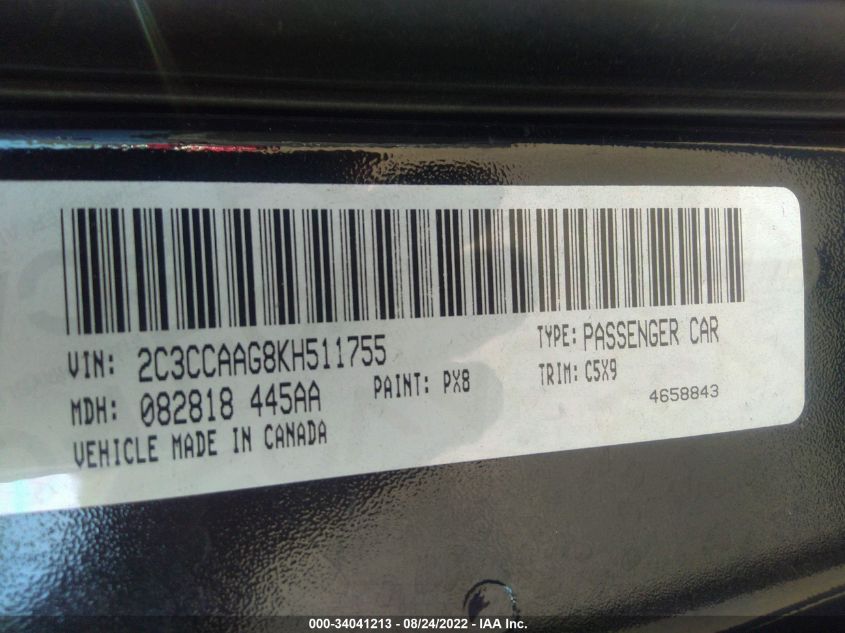 VIN: 2C3CCAAG8KH511755
TYPE: PASSENGER CAR
MDH: 082818 445AA
PAINT: PX8
TRIM: C5X9
4658843
VEHICLE MADE IN CANADA
000-34041213 - 08/24/2022 - IAA Inc.